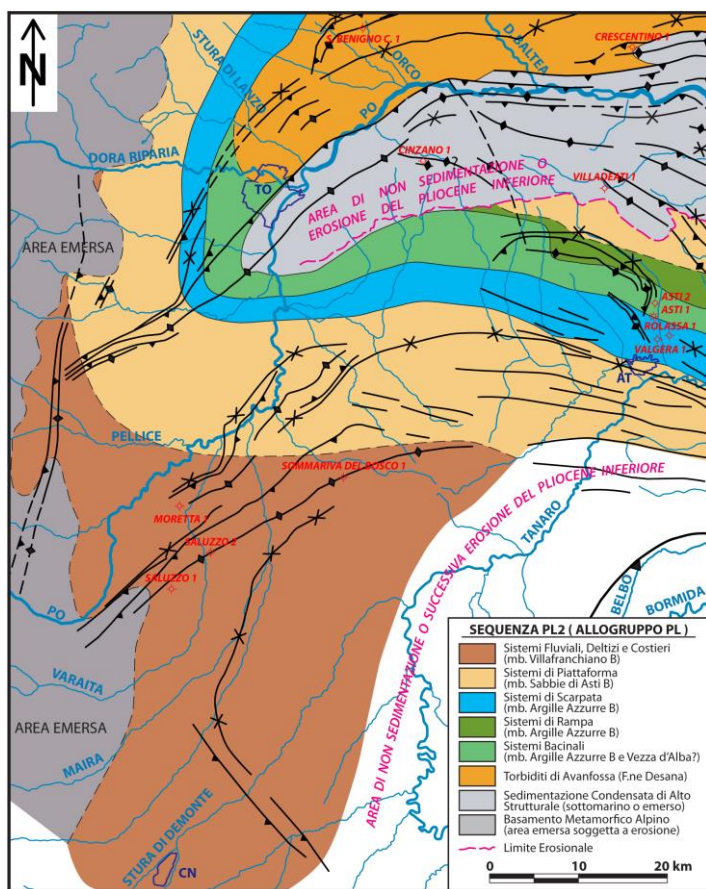 N
S. BENIGNO C. 1
ORCO
D. BALTEA
CRESCENTINO 1
STURA DI LANZO
PO
DORA RIPARIA
TO
CINZANO 1
?
VILLADEATI 1
AREA DI NON SEDIMENTAZIONE O
EROSIONE DEL PLIOCENE INFERIORE
AREA EMERSA
ASTI 2
ASTI 1
ROLASSA 1
VALGERA 1
AT
PELLICE
SOMMARIVA DEL BOSCO 1
MORETTA 1
SALUZZO 2
SALUZZO 1
PO
AREA DI NON SEDIMENTAZIONE O SUCCESSIVA EROSIONE DEL PLIOCENE INFERIORE
TANARO
BELBO
BORMIDA
VARAITA
AREA EMERSA
MAIRA
STURA DI DEMONTE
CN
SEQUENZA PL2 ( ALLOGRUPPO PL )
Sistemi Fluviali, Deltizi e Costieri
(mb. Villafranchiano B)
Sistemi di Piattaforma
(mb. Sabbie di Asti B)
Sistemi di Scarpata
(mb. Argille Azzurre B)
Sistemi di Rampa
(mb. Argille Azzurre B)
Sistemi Bacinali
(mb. Argille Azzurre B e Vezza d'Alba?)
Torbiditi di Avanfossa (F.ne Desana)
Sedimentazione Condensata di Alto
Strutturale (sottomarino o emerso)
Basamento Metamorfico Alpino
(area emersa soggetta a erosione)
Limite Erosionale
0 10 20 km